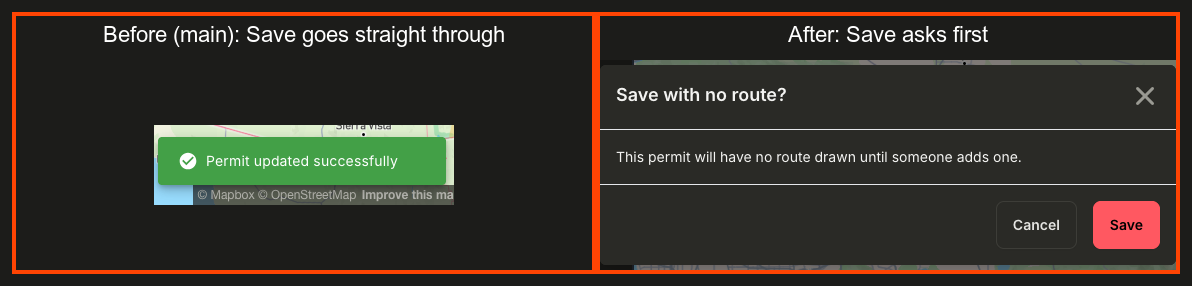 Before (main): Save goes straight through
Sierra Vista
Permit updated successfully
© Mapbox © OpenStreetMap Improve this ma
After: Save asks first
Save with no route?
This permit will have no route drawn until someone adds one.
Cancel
Save